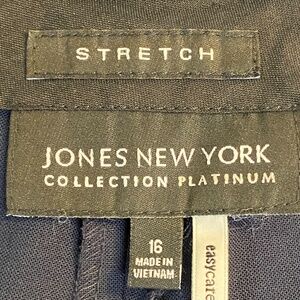 STRETCH
JONES NEW YORK
COLLECTION PLATINUM
16
MADE IN
VIETNAM
easycare